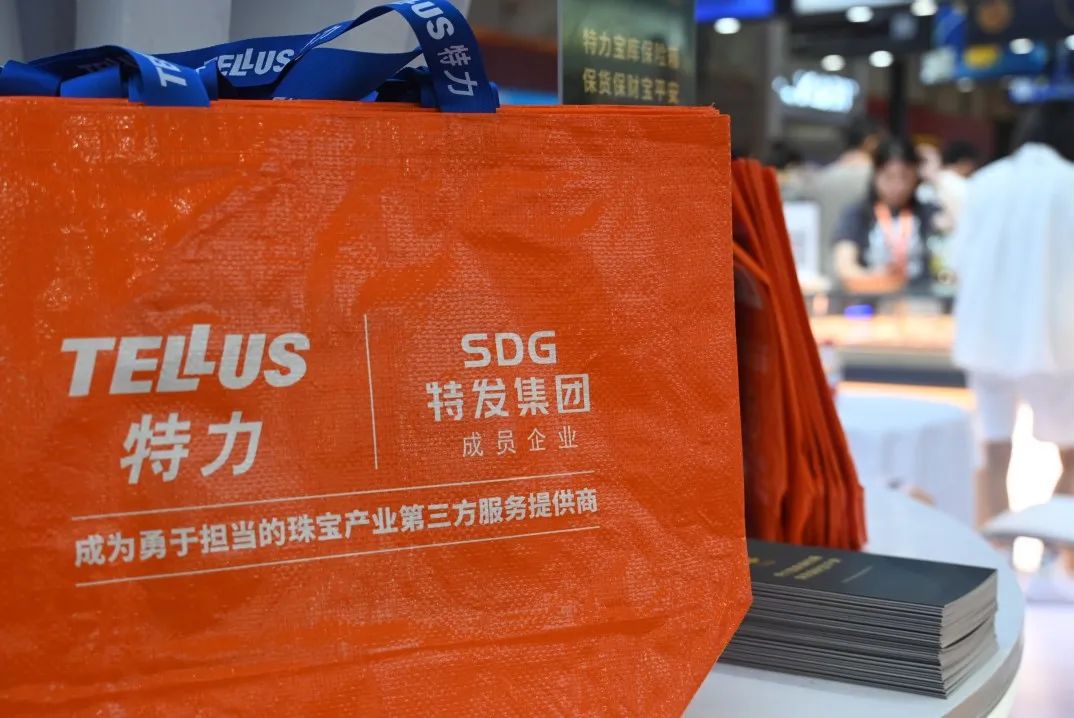 TELLUS
TELLUS 特力
特力宝库保险箱
保货保财宝平安
TELLUS
特力
SDG
特发集团
成员企业
成为勇于担当的珠宝产业第三方服务提供商